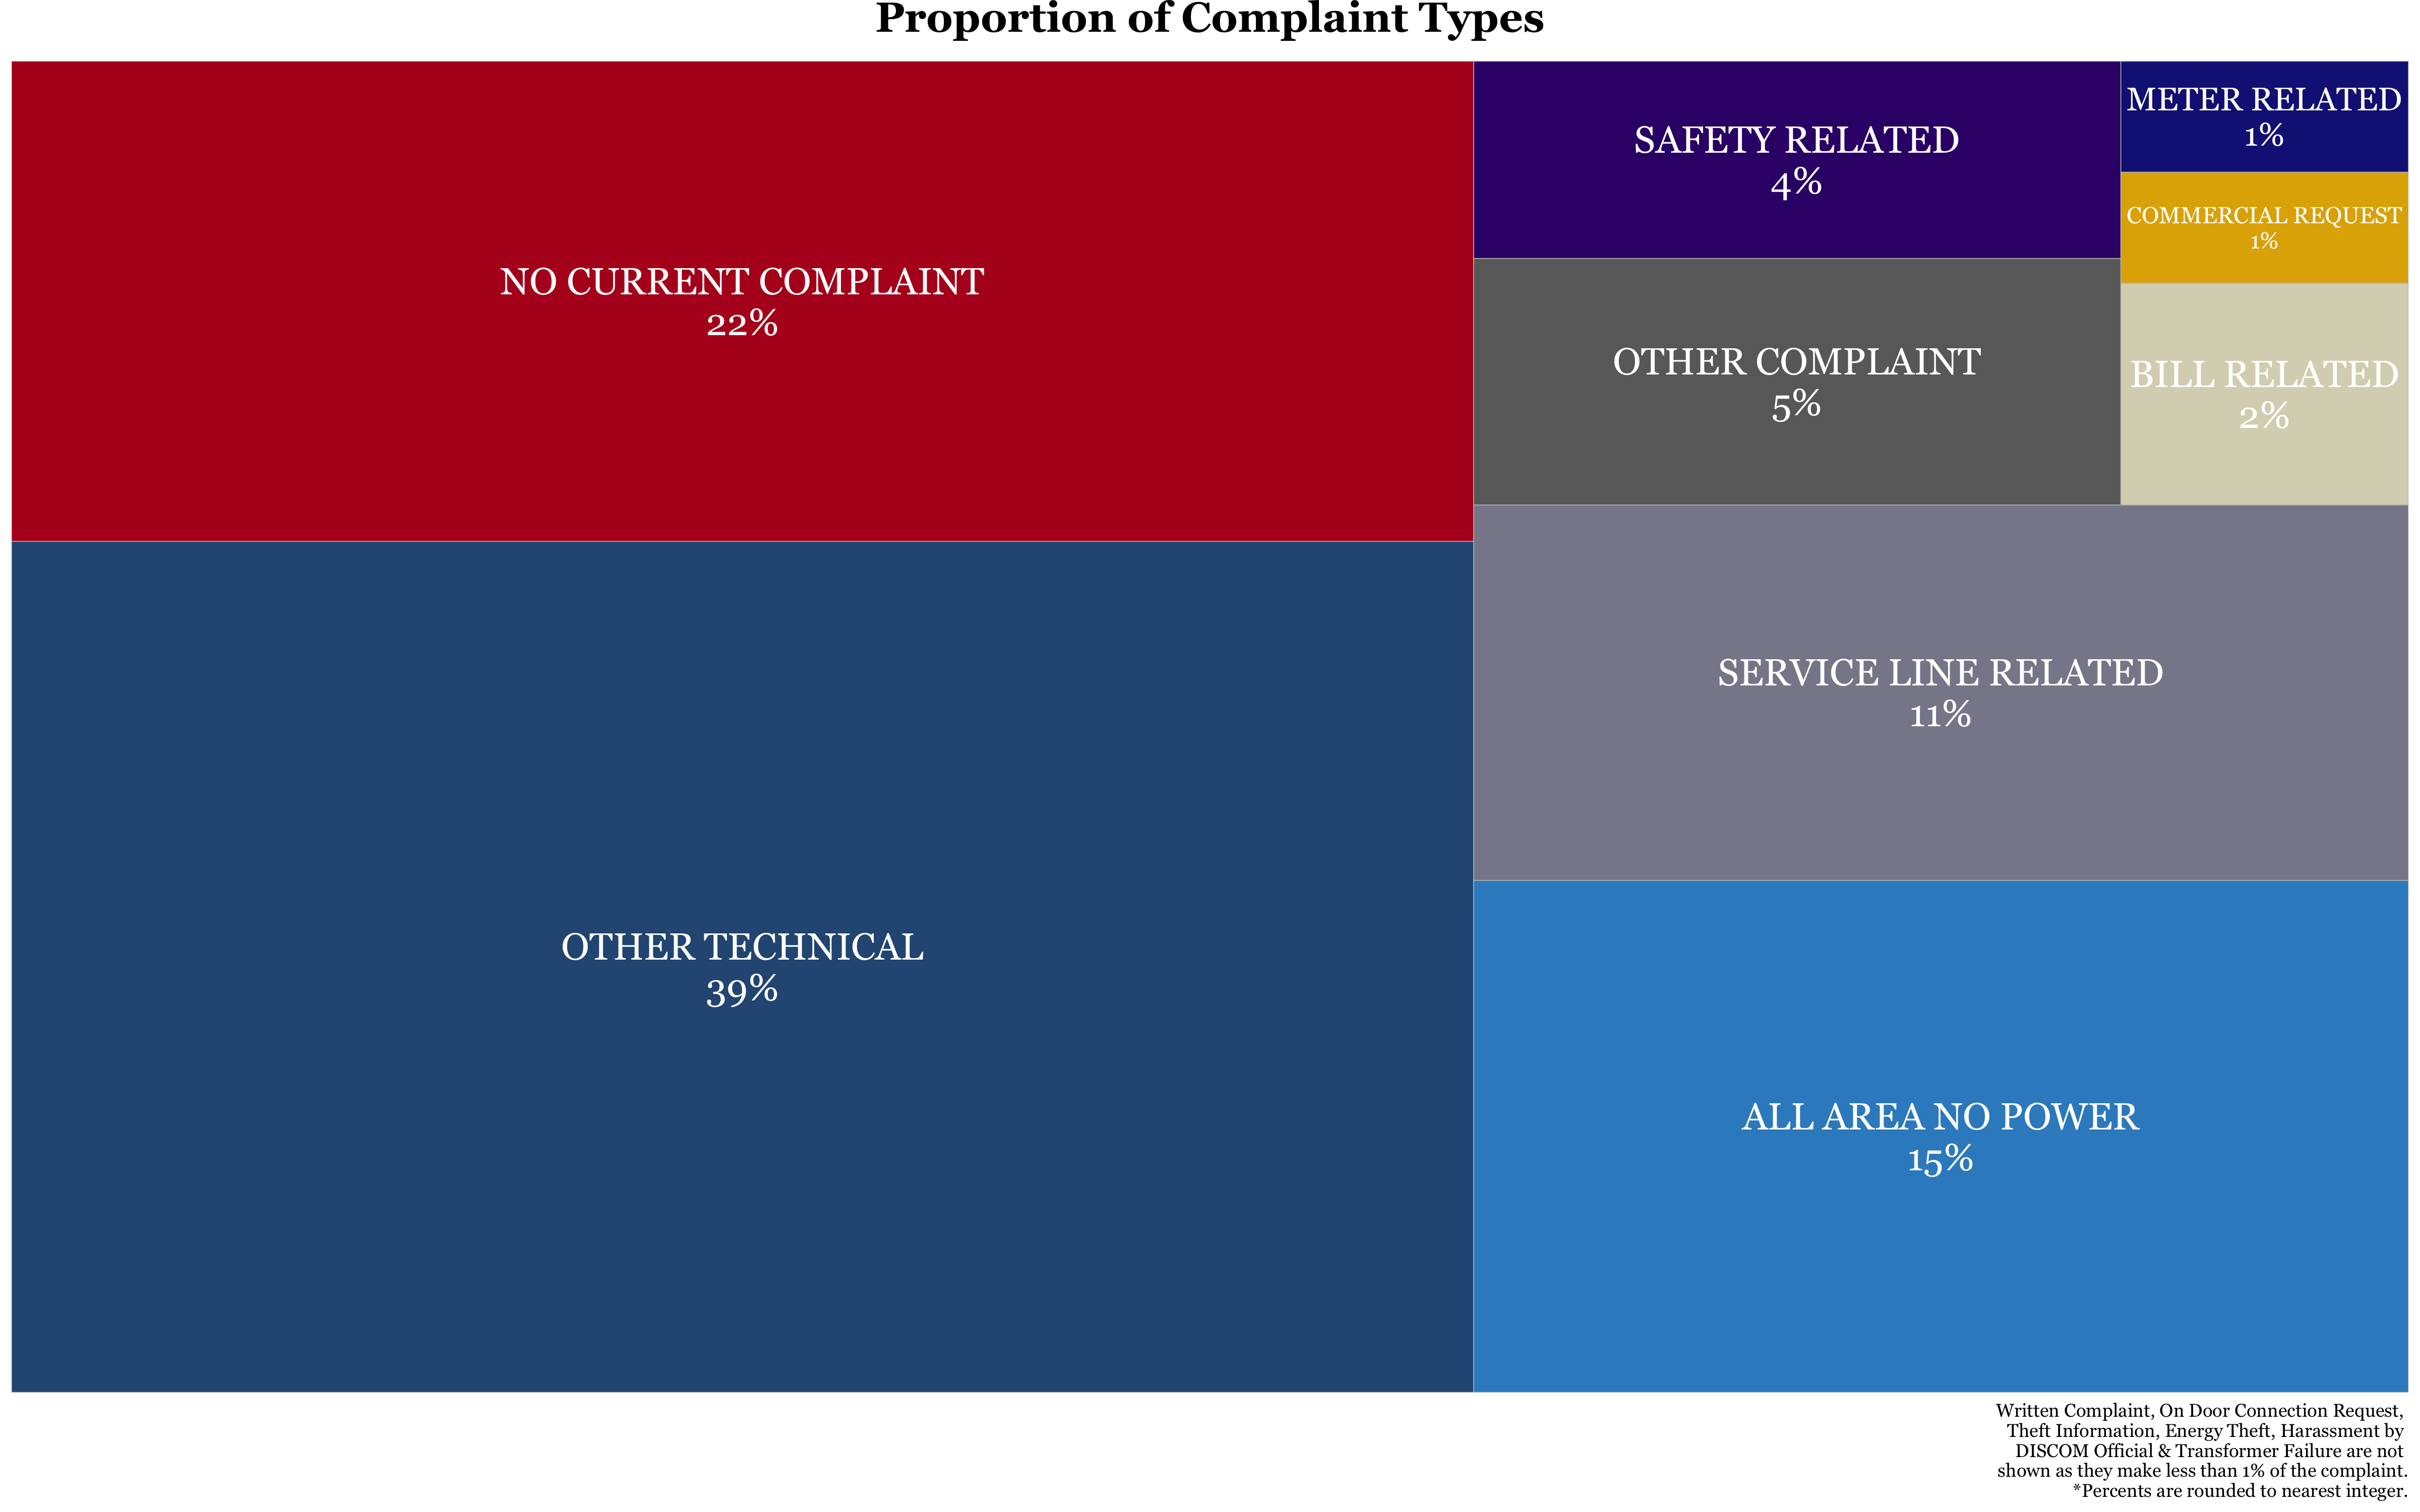 Proportion of Complaint Types
NO CURRENT COMPLAINT
22%
OTHER TECHNICAL
39%
SAFETY RELATED
4%
OTHER COMPLAINT
5%
METER RELATED
1%
COMMERCIAL REQUEST
1%
BILL RELATED
2%
SERVICE LINE RELATED
11%
ALL AREA NO POWER
15%
Written Complaint, On Door Connection Request,
Theft Information, Energy Theft, Harassment by
DISCOM Official & Transformer Failure are not
shown as they make less than 1% of the complaint.
*Percents are rounded to nearest integer.